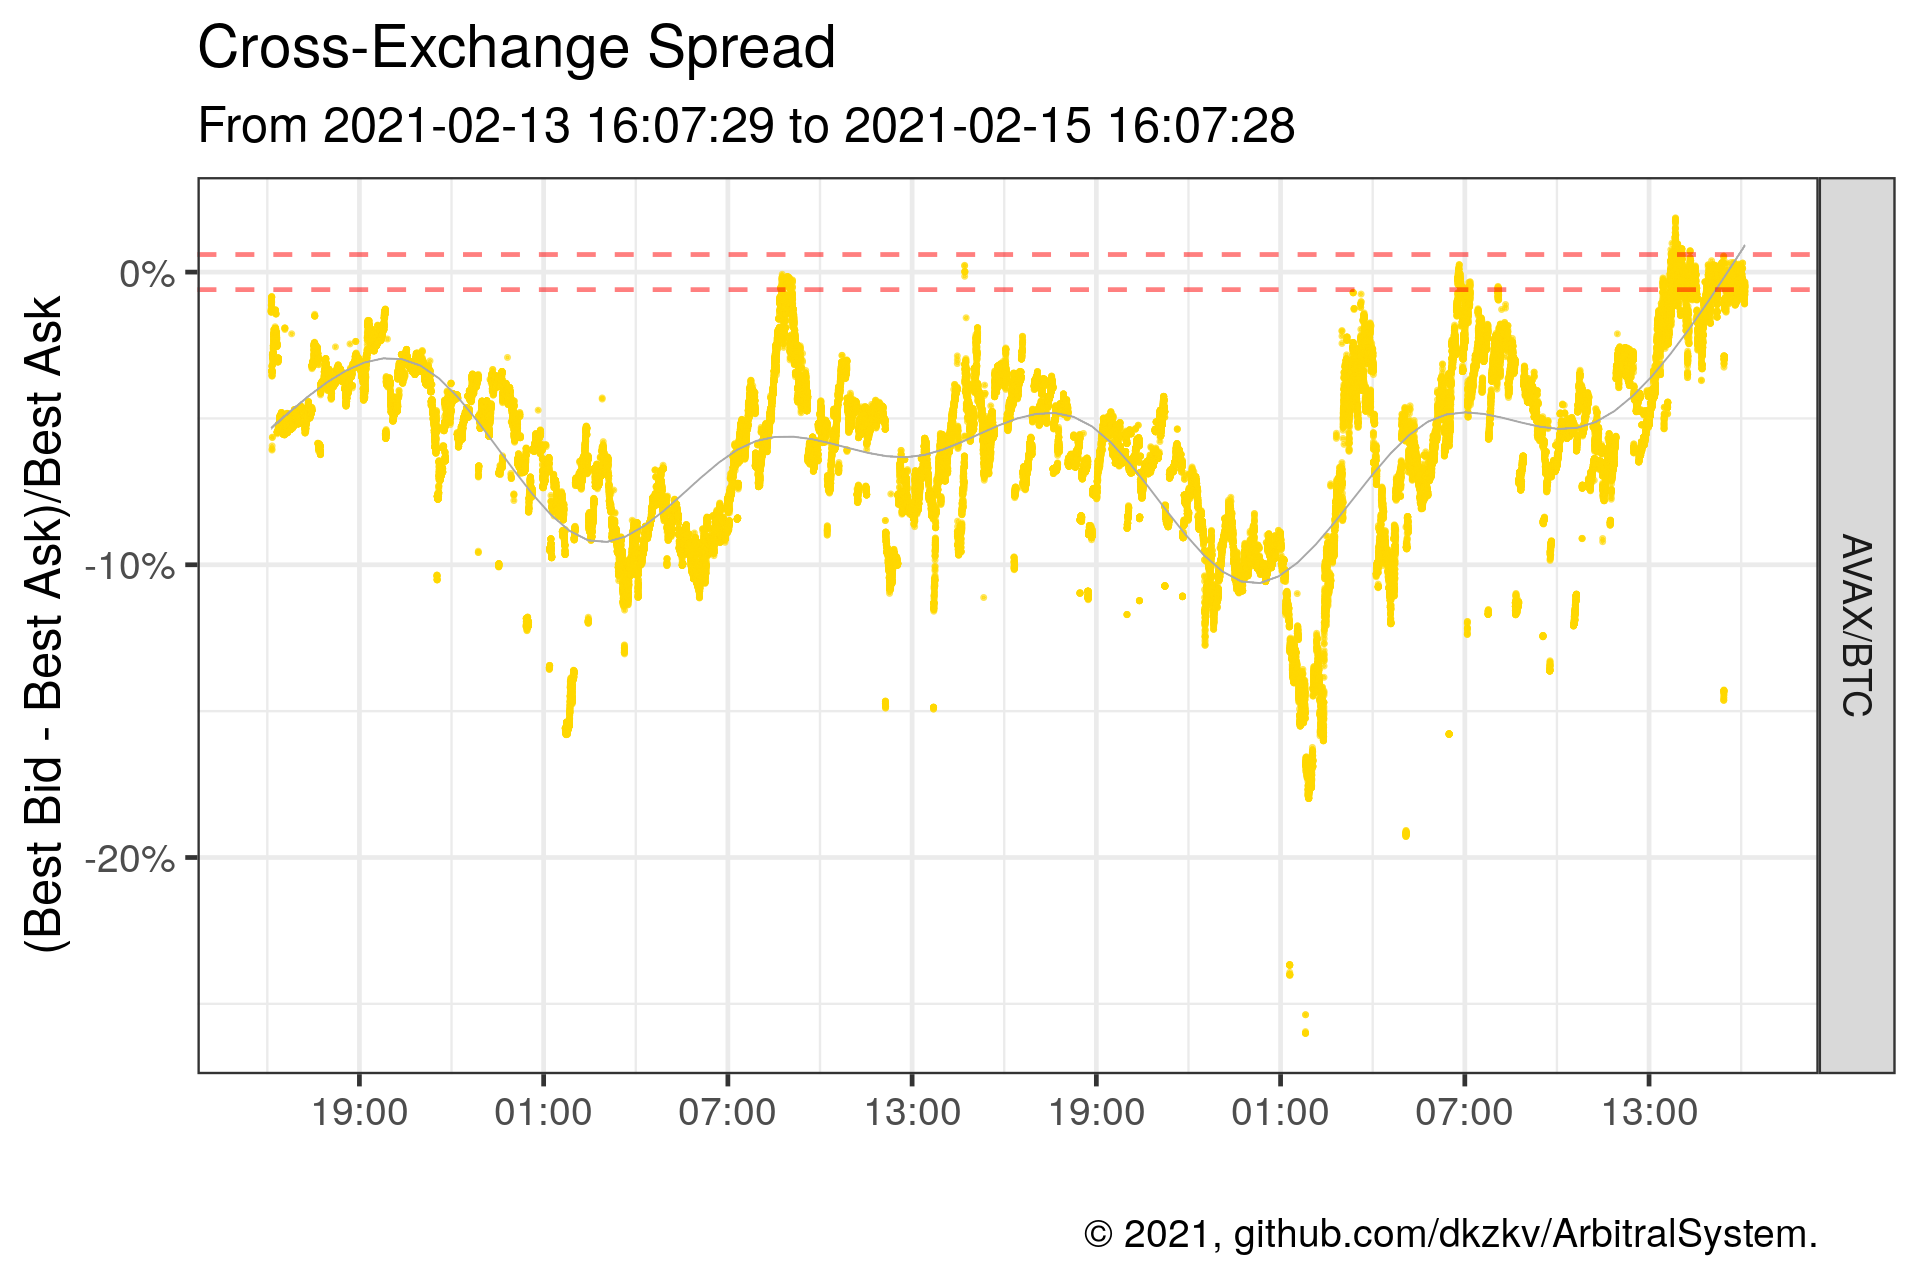 Cross-Exchange Spread
From 2021-02-13 16:07:29 to 2021-02-15 16:07:28
(Best Bid - Best Ask)/Best Ask
0%
-10%
-20%
AVAX/BTC
19:00 01:00 07:00 13:00 19:00 01:00 07:00 13:00
© 2021, github.com/dkzkv/ArbitralSystem.